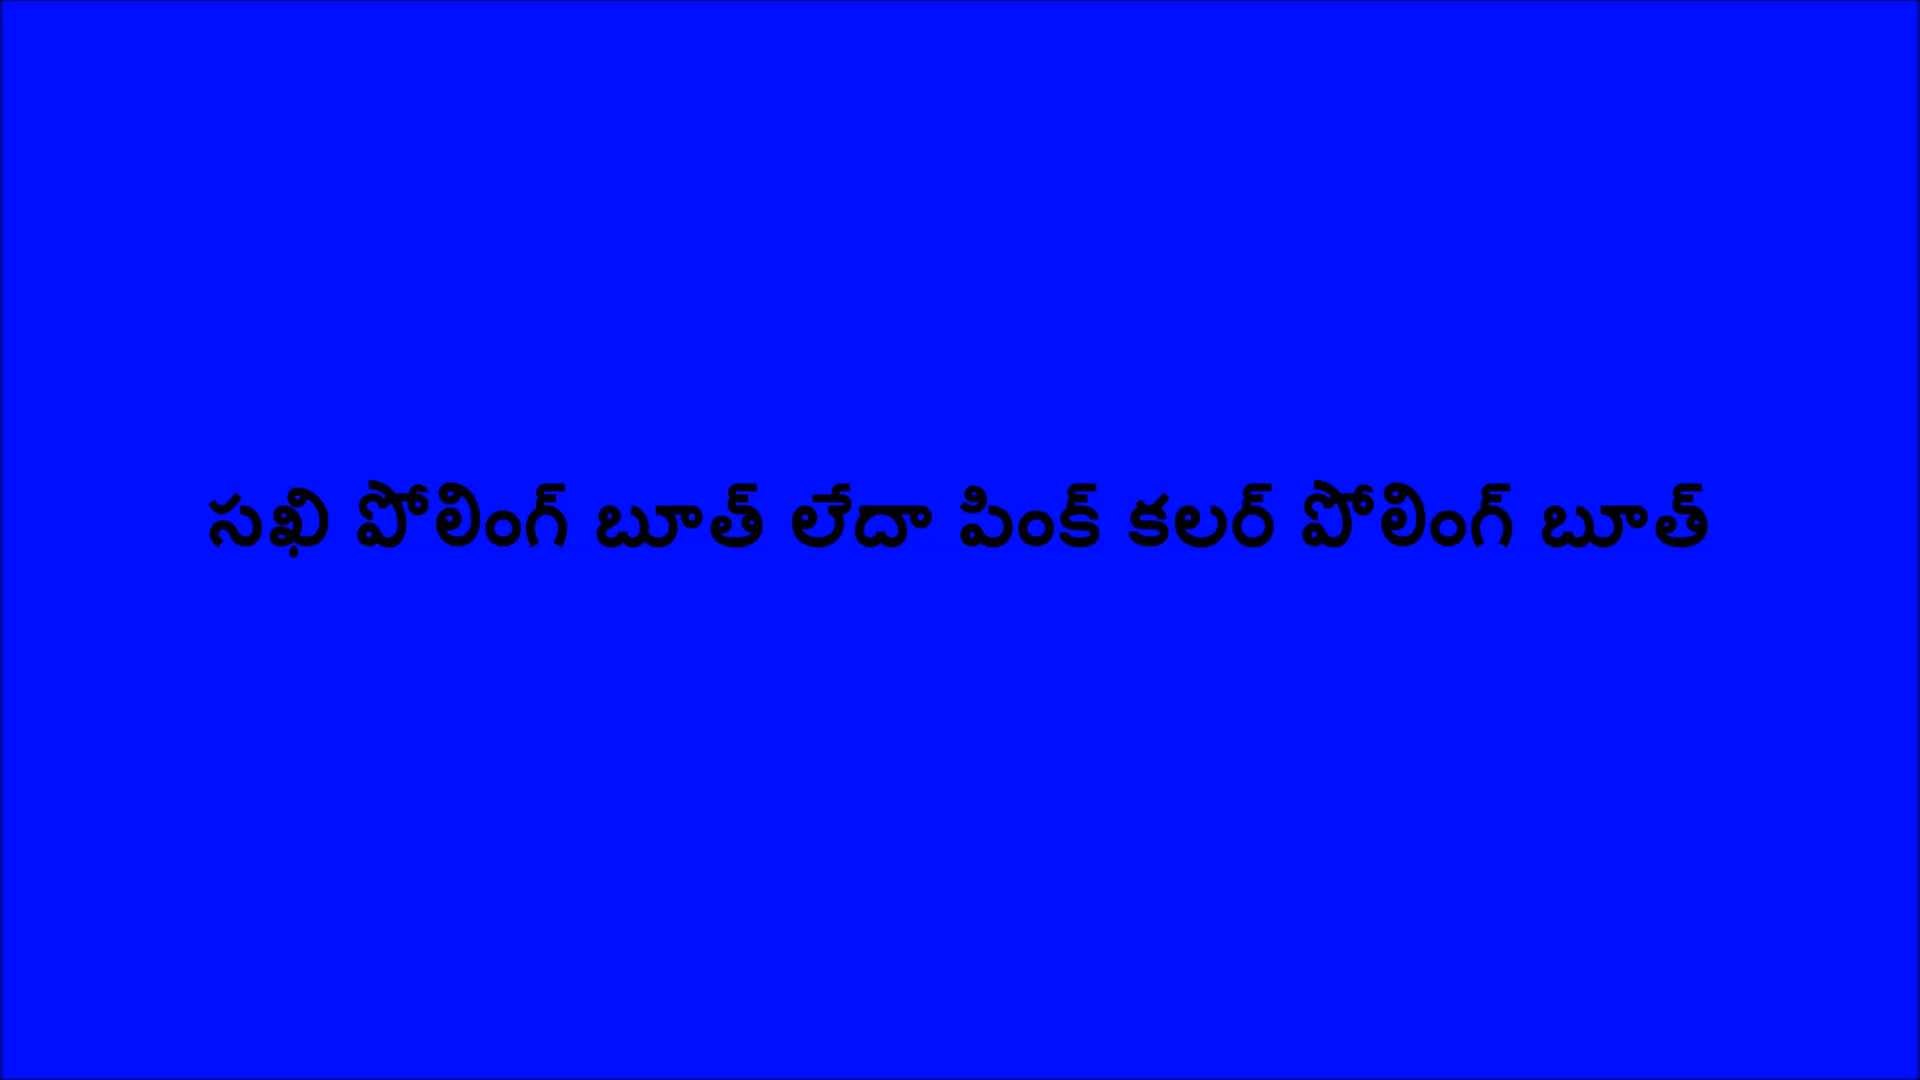 సఖి పోలింగ్ బూత్ లేదా పింక్ కలర్ పోలింగ్ బూత్